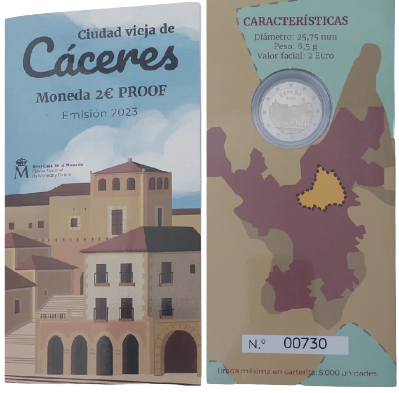 Ciudad vieja de
Cáceres
Moneda 2€ PROOF
Emisión 2023
Real Casa de la Moneda
Fábrica Nacional
de Moneda y Timbre
CARACTERÍSTICAS
Diámetro: 25,75 mm
Peso: 8,5 g
Valor facial: 2 Euro
ESPAÑA
N.º 00730
Tirada máxima en carterita: 5.000 unidades